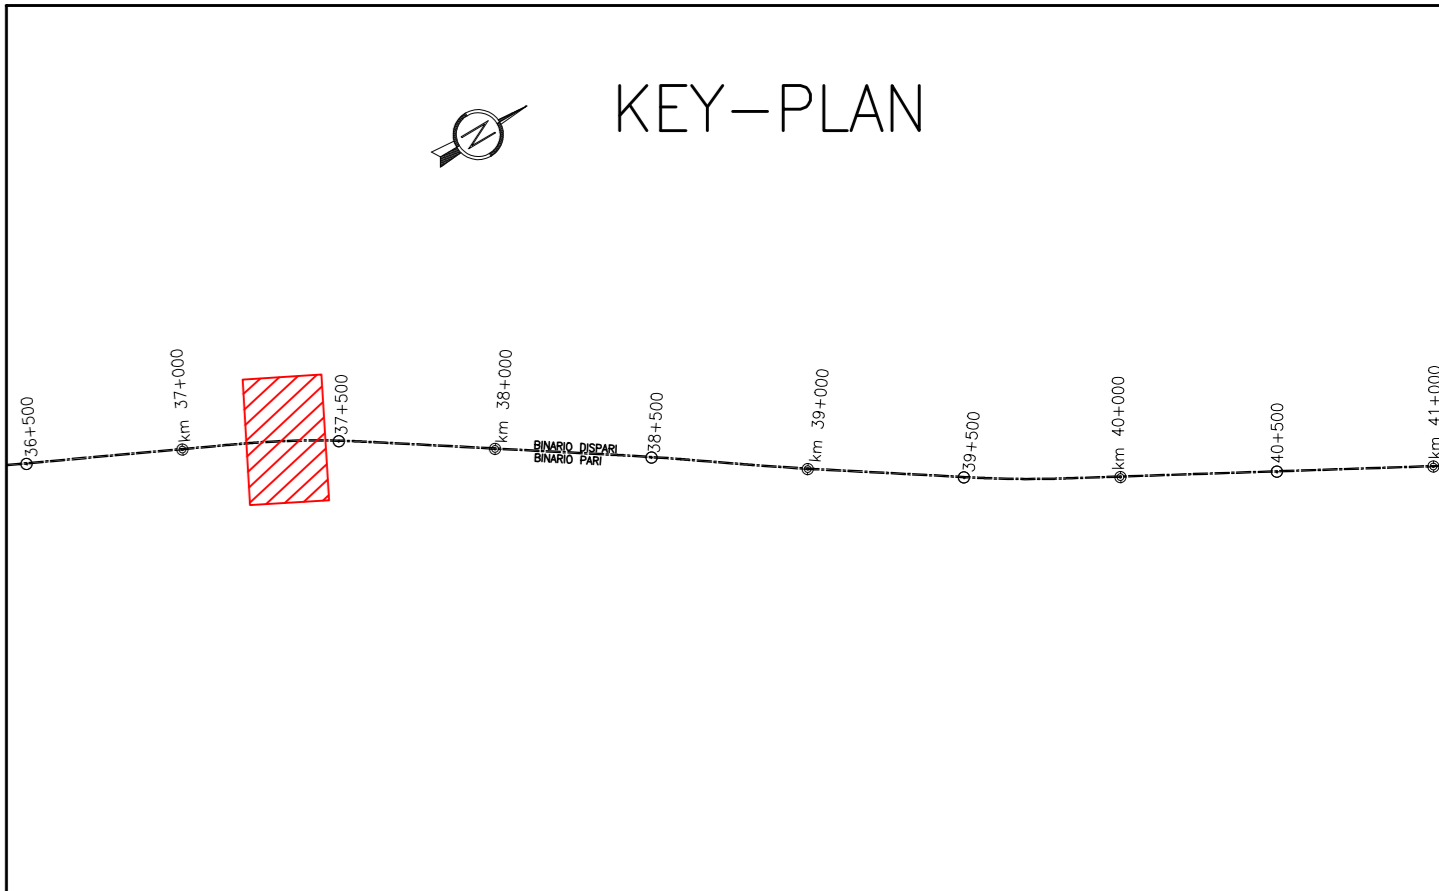 KEY-PLAN
N
36+500
km 37+000
37+500
km 38+000
BINARIO DISPARI
BINARIO PARI
38+500
km 39+000
39+500
km 40+000
40+500
km 41+000